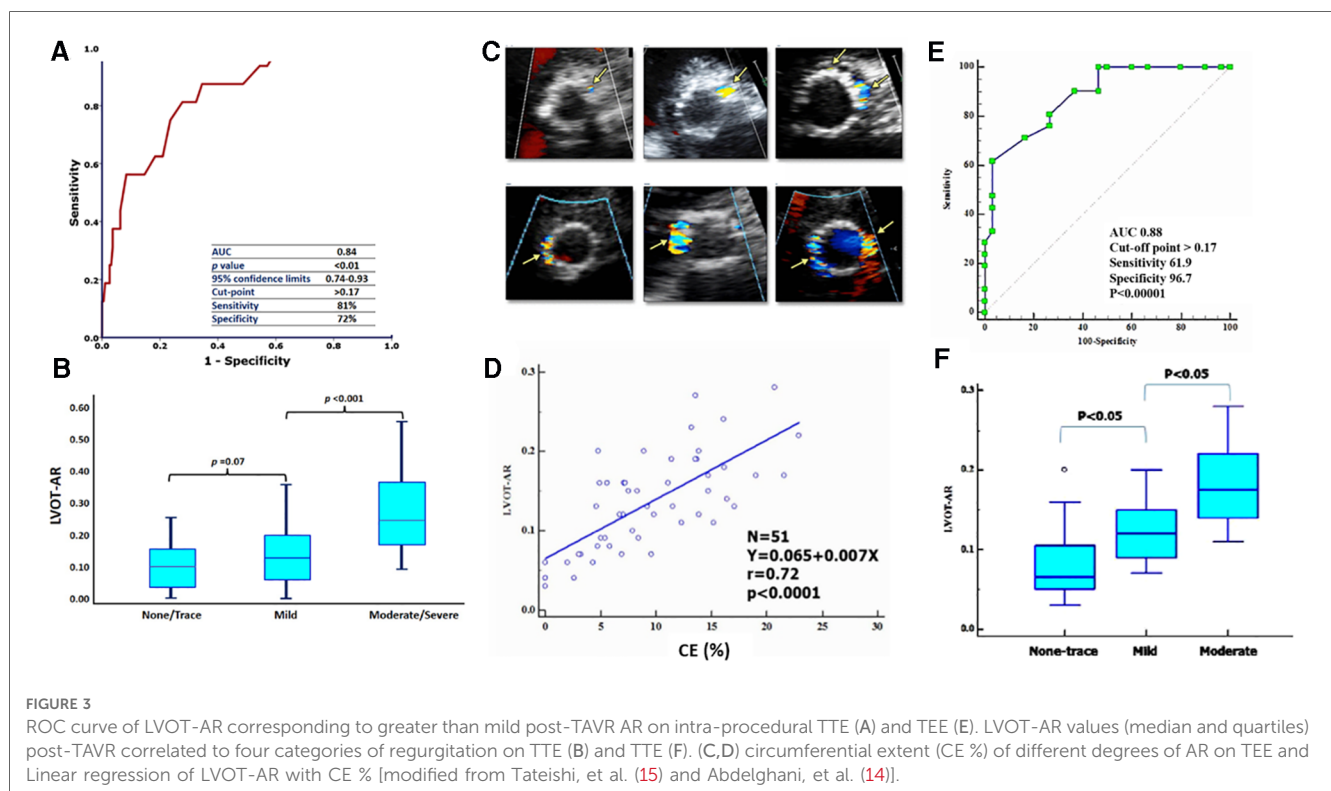 A
1.0
0.8
0.6
0.4
0.2
0.0
Sensitivity
AUC 0.84
p value <0.01
95% confidence limits 0.74-0.93
Cut-point >0.17
Sensitivity 81%
Specificity 72%
0.0 0.2 0.4 0.6 0.8 1.0
1 - Specificity
B
LVOT-AR
0.60
0.50
0.40
0.30
0.20
0.10
0.00
p <0.001
p =0.07
None/Trace Mild Moderate/Severe
C
D
LVOT-AR
0.3
0.2
0.1
0.0
N=51
Y=0.065+0.007X
r=0.72
p<0.0001
0 5 10 15 20 25 30
CE (%)
E
Sensitivity
100
80
60
40
20
0
AUC 0.88
Cut-off point > 0.17
Sensitivity 61.9
Specificity 96.7
P<0.00001
0 20 40 60 80 100
100-Specificity
F
LVOT-AR
0.3
0.2
0.1
0.0
P<0.05
P<0.05
None-trace Mild Moderate
FIGURE 3
ROC curve of LVOT-AR corresponding to greater than mild post-TAVR AR on intra-procedural TTE (A) and TEE (E). LVOT-AR values (median and quartiles)
post-TAVR correlated to four categories of regurgitation on TTE (B) and TTE (F). (C,D) circumferential extent (CE %) of different degrees of AR on TEE and
Linear regression of LVOT-AR with CE % [modified from Tateishi, et al. (15) and Abdelghani, et al. (14)].